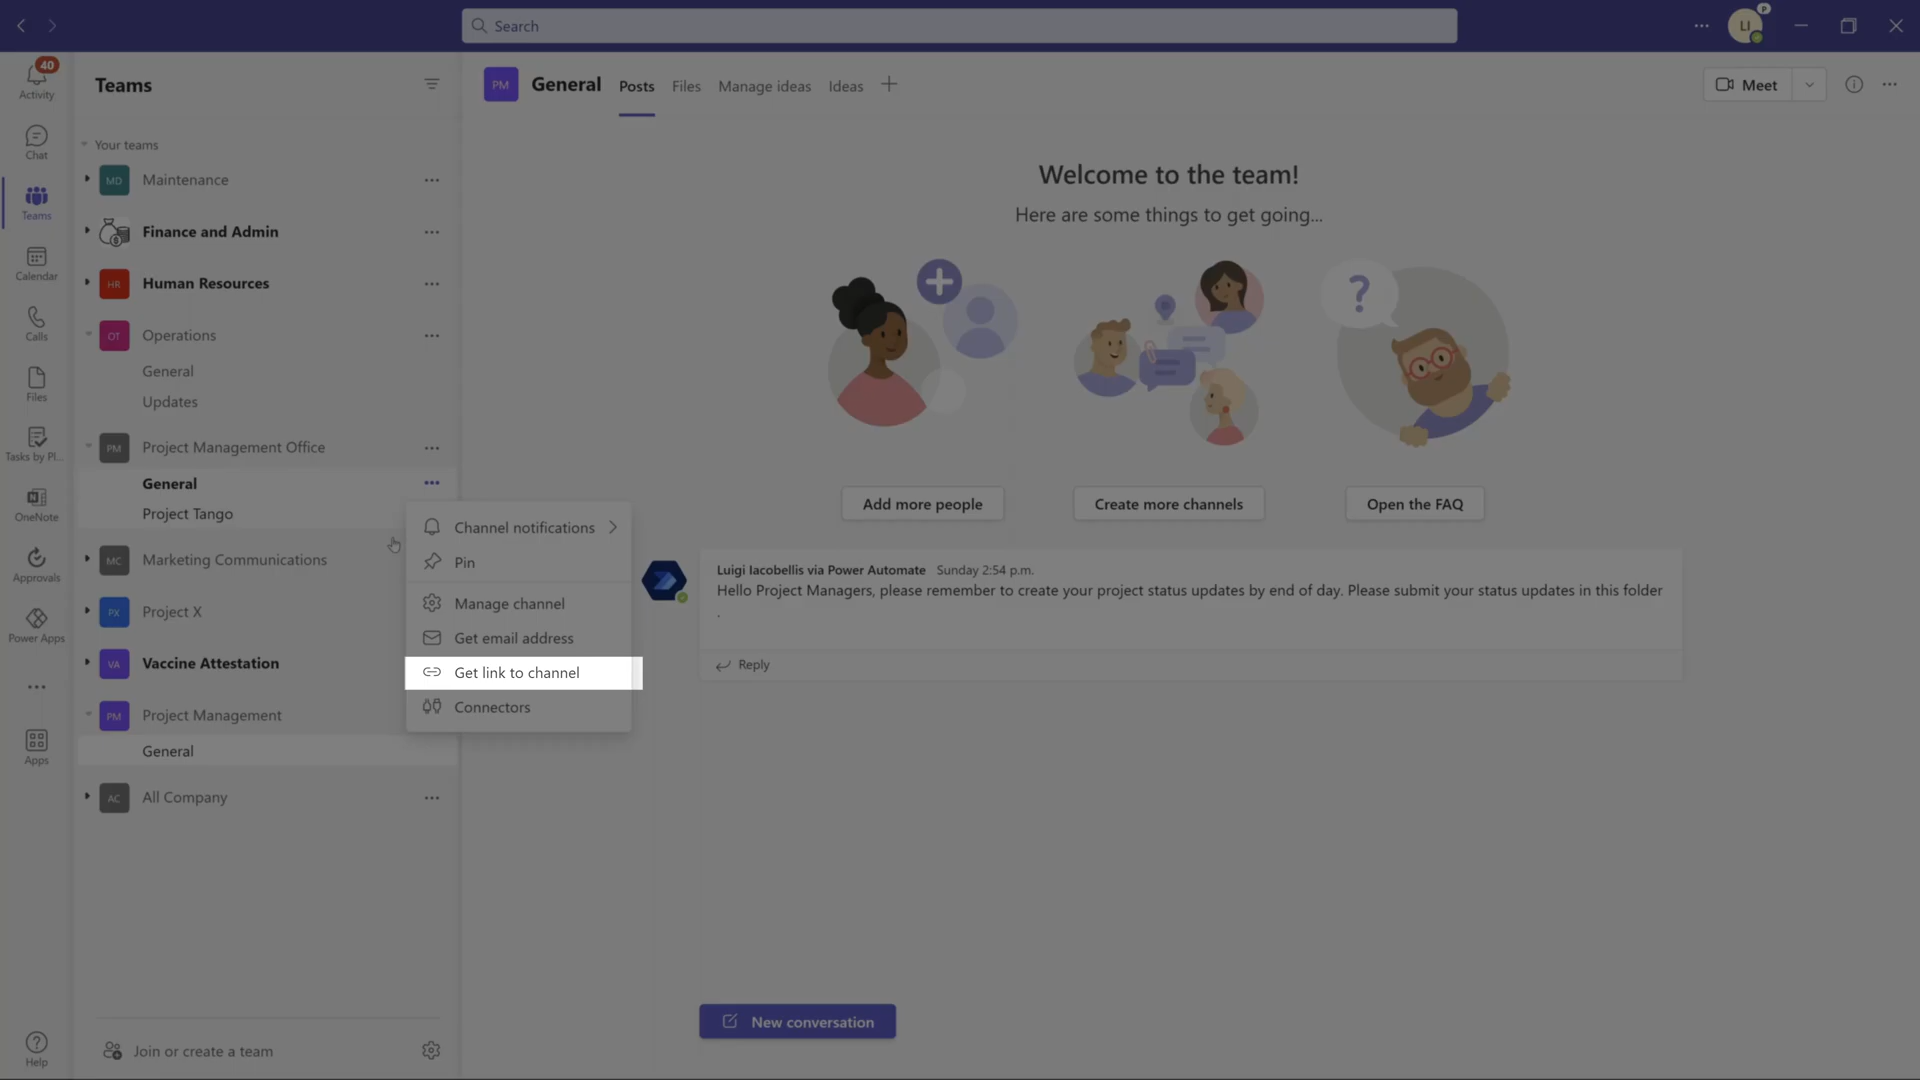 Search
LI
P
40
Activity
Chat
Teams
Calendar
Calls
Files
Tasks by Pl...
OneNote
Approvals
Power Apps
Apps
Help
Teams
Your teams
MD Maintenance
Finance and Admin
HR Human Resources
OT Operations
General
Updates
PM Project Management Office
General
Project Tango
MC Marketing Communications
PX Project X
VA Vaccine Attestation
PM Project Management
General
AC All Company
Join or create a team
Channel notifications
Pin
Manage channel
Get email address
Get link to channel
Connectors
PM General Posts Files Manage ideas Ideas
Meet
Welcome to the team!
Here are some things to get going...
?
Add more people
Create more channels
Open the FAQ
Luigi Iacobellis via Power Automate Sunday 2:54 p.m.
Hello Project Managers, please remember to create your project status updates by end of day. Please submit your status updates in this folder
.
Reply
New conversation